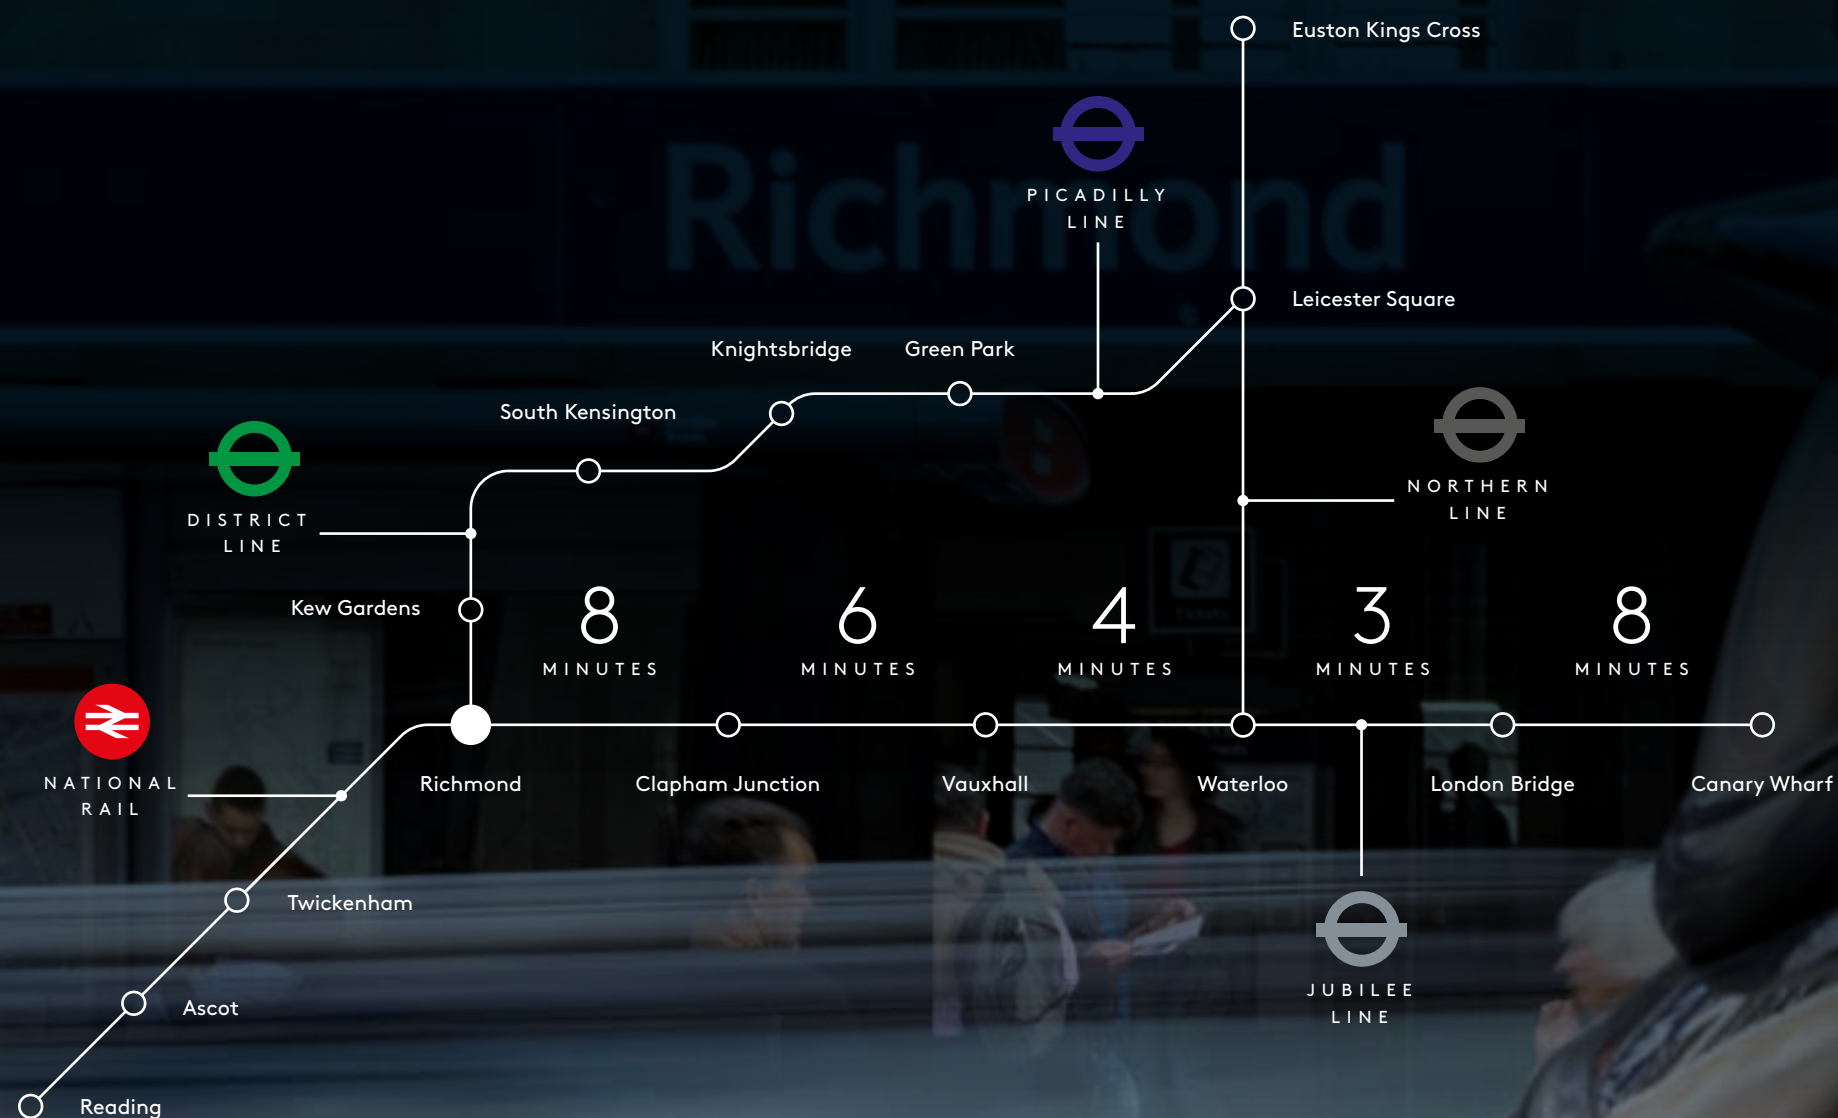 Euston Kings Cross
Richmond
PICADILLY
LINE
Leicester Square
Knightsbridge
Green Park
South Kensington
NORTHERN
LINE
DISTRICT
LINE
Kew Gardens
8
MINUTES
6
MINUTES
4
MINUTES
3
MINUTES
8
MINUTES
Tickets
NATIONAL
RAIL
Richmond
Clapham Junction
Vauxhall
Waterloo
London Bridge
Canary Wharf
Twickenham
Ascot
JUBILEE
LINE
Reading